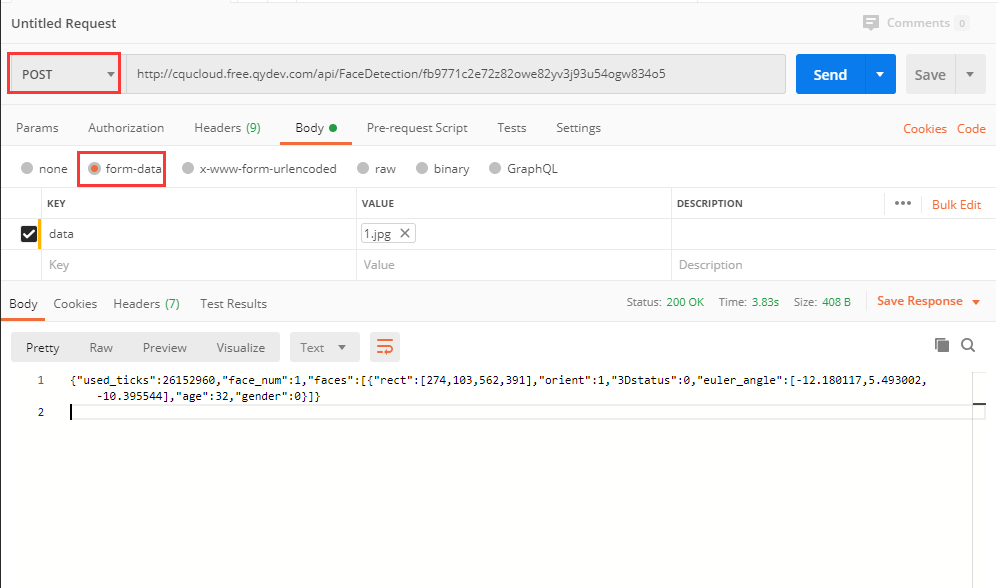 Untitled Request
Comments 0
POST http://cqucloud.free.qydev.com/api/FaceDetection/fb9771c2e72z82owe82yv3j93u54ogw834o5 Send Save
Params Authorization Headers (9) Body Pre-request Script Tests Settings Cookies Code
none form-data x-www-form-urlencoded raw binary GraphQL
KEY VALUE DESCRIPTION ••• Bulk Edit
data 1.jpg
Key Value Description
Body Cookies Headers (7) Test Results Status: 200 OK Time: 3.83s Size: 408 B Save Response
Pretty Raw Preview Visualize Text
1 {"used_ticks":26152960,"face_num":1,"faces":[{"rect":[274,103,562,391],"orient":1,"3Dstatus":0,"euler_angle":[-12.180117,5.493002,
-10.395544],"age":32,"gender":0}]}
2